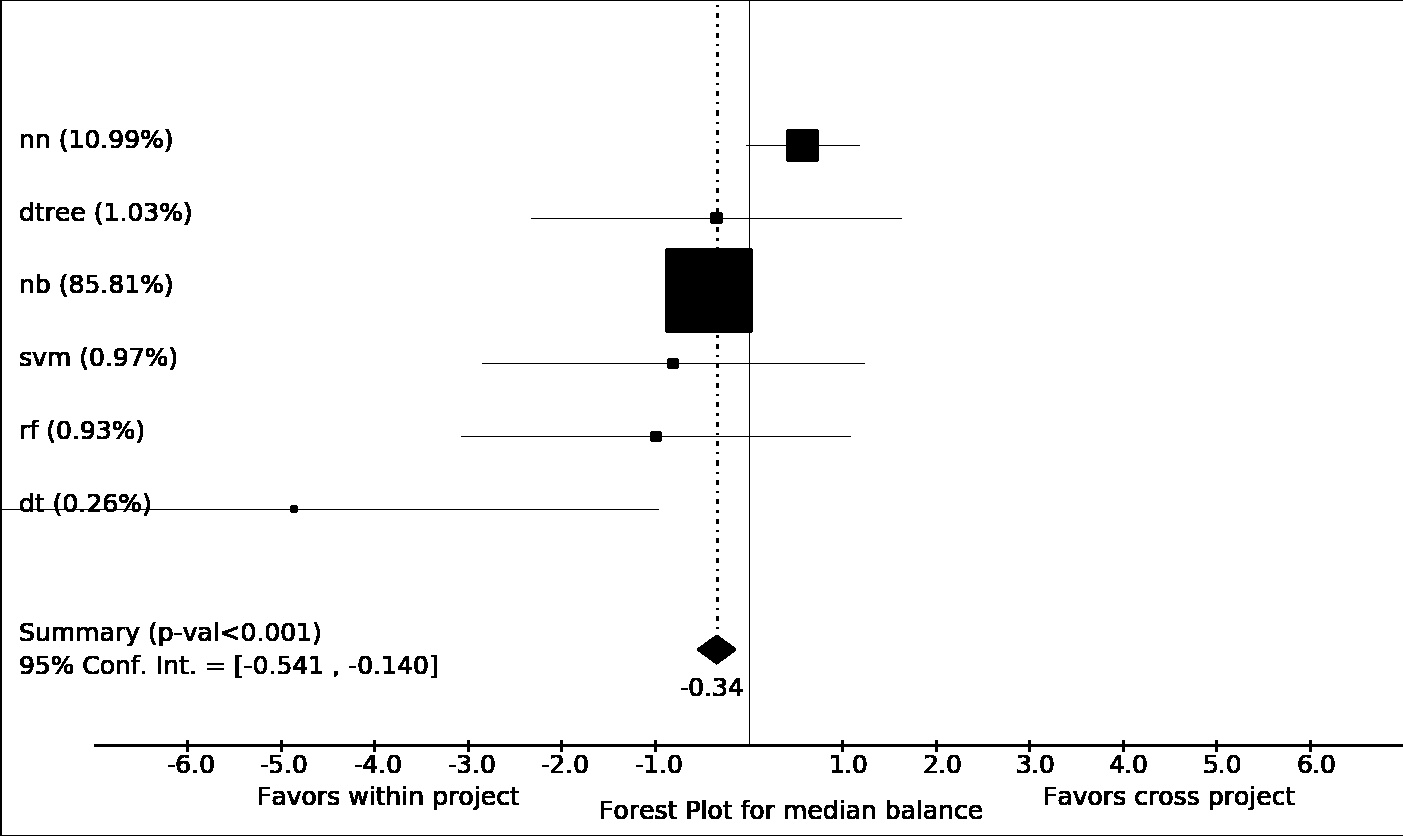 nn (10.99%)
dtree (1.03%)
nb (85.81%)
svm (0.97%)
rf (0.93%)
dt (0.26%)
Summary (p-val<0.001)
95% Conf. Int. = [-0.541 , -0.140]
-0.34
-6.0 -5.0 -4.0 -3.0 -2.0 -1.0 1.0 2.0 3.0 4.0 5.0 6.0
Favors within project Favors cross project
Forest Plot for median balance